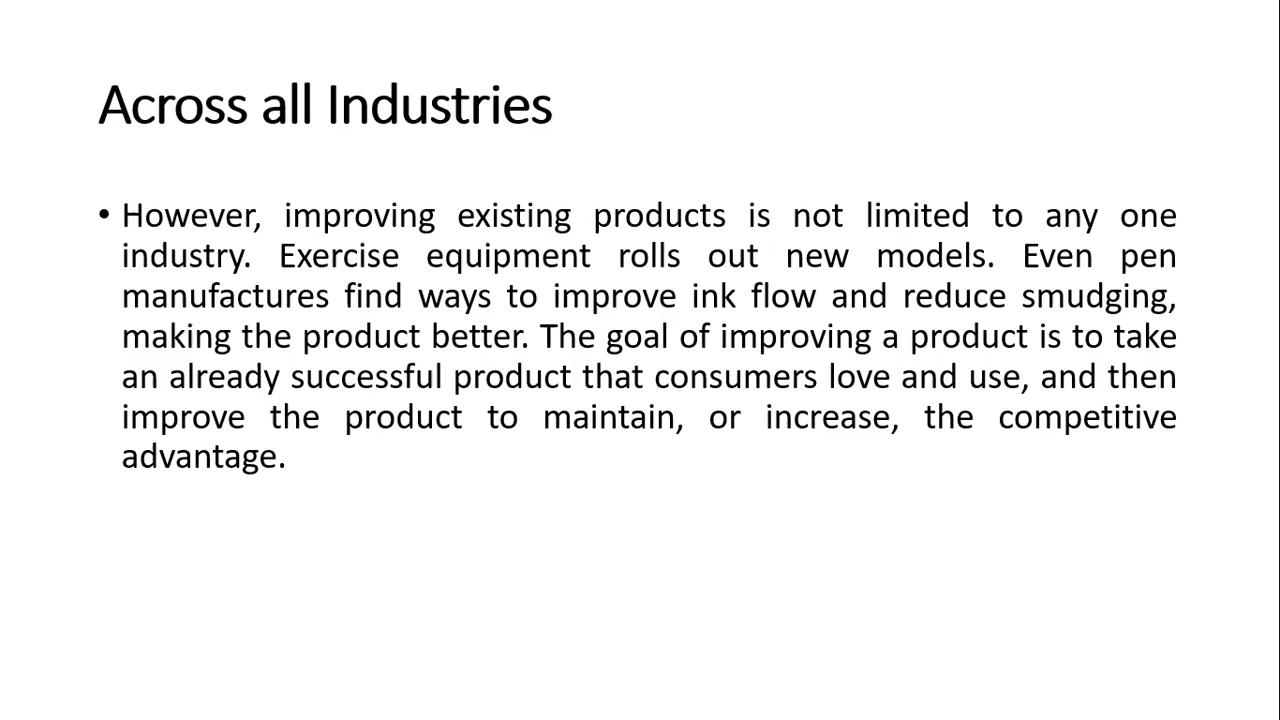 Across all Industries
• However, improving existing products is not limited to any one
industry. Exercise equipment rolls out new models. Even pen
manufactures find ways to improve ink flow and reduce smudging,
making the product better. The goal of improving a product is to take
an already successful product that consumers love and use, and then
improve the product to maintain, or increase, the competitive
advantage.